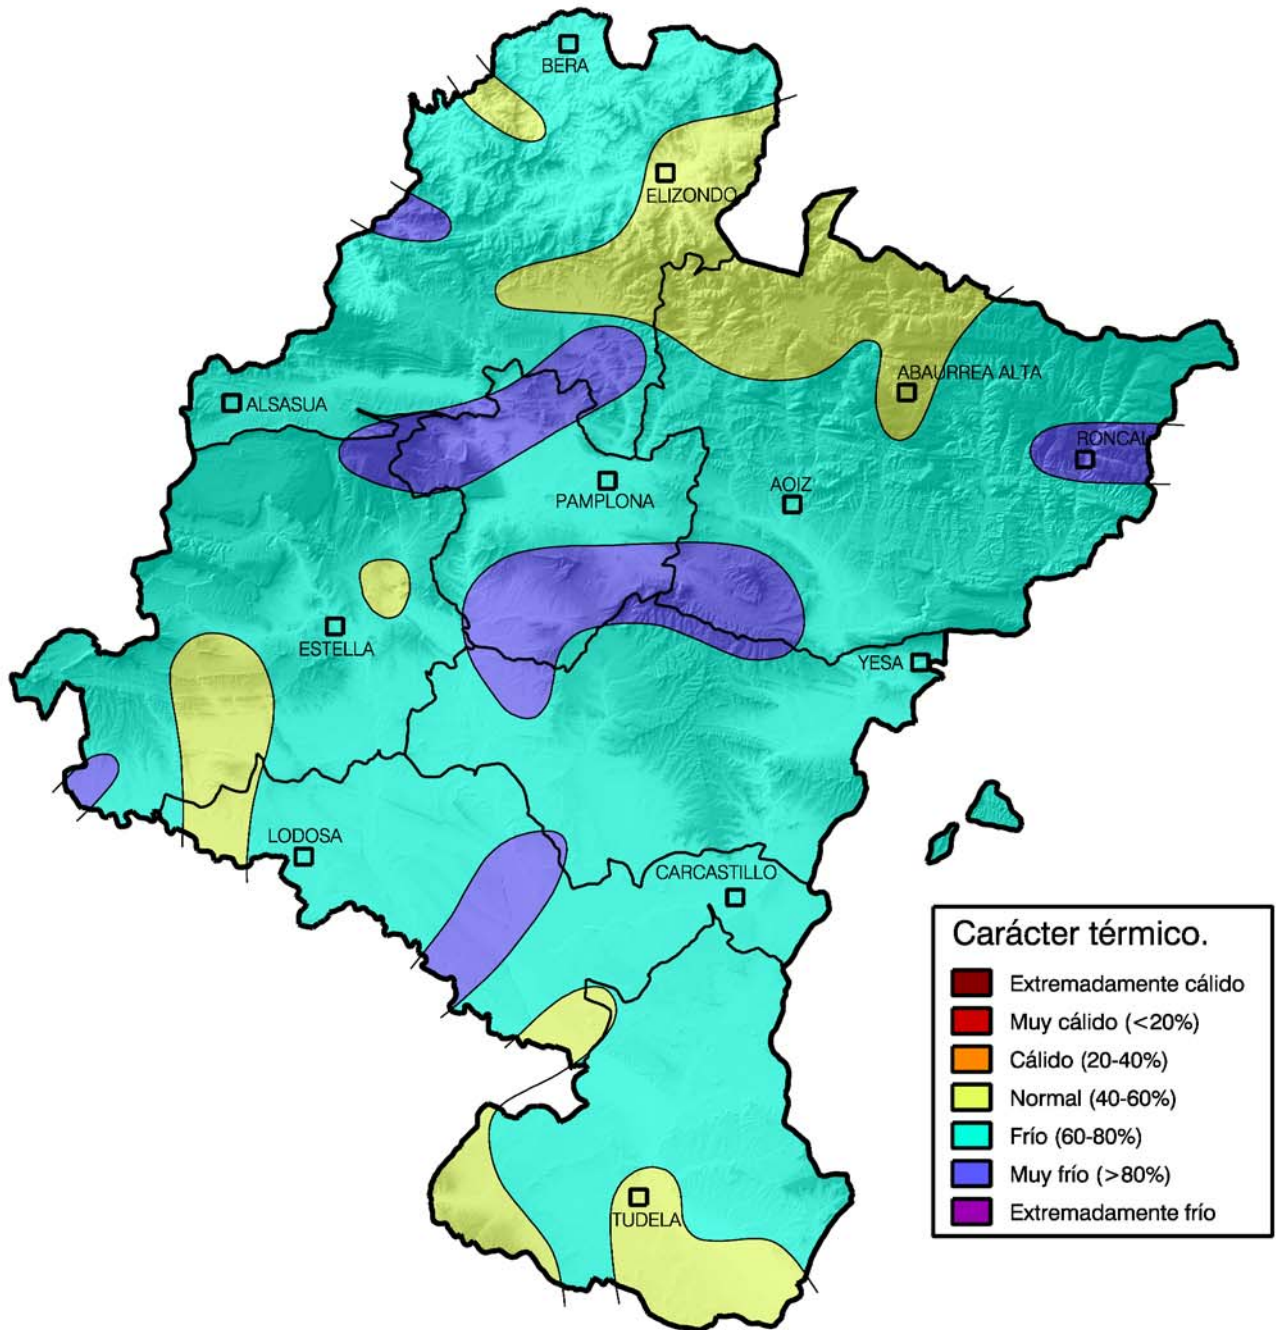 BERA
ELIZONDO
ABAURREA ALTA
ALSASUA
RONCAL
PAMPLONA
AOIZ
ESTELLA
YESA
LODOSA
CARCASTILLO
TUDELA
Carácter térmico.
Extremadamente cálido
Muy cálido (<20%)
Cálido (20-40%)
Normal (40-60%)
Frío (60-80%)
Muy frío (>80%)
Extremadamente frío